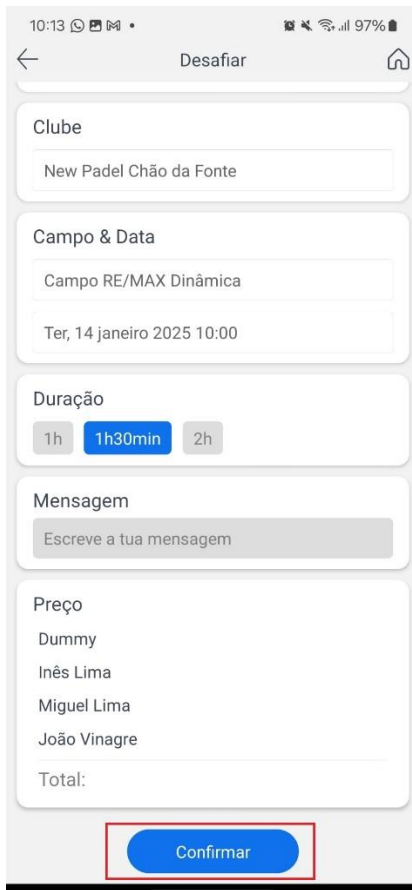 10:13 97%
Desafiar
Clube
New Padel Chão da Fonte
Campo & Data
Campo RE/MAX Dinâmica
Ter, 14 janeiro 2025 10:00
Duração
1h 1h30min 2h
Mensagem
Escreve a tua mensagem
Preço
Dummy
Inês Lima
Miguel Lima
João Vinagre
Total:
Confirmar